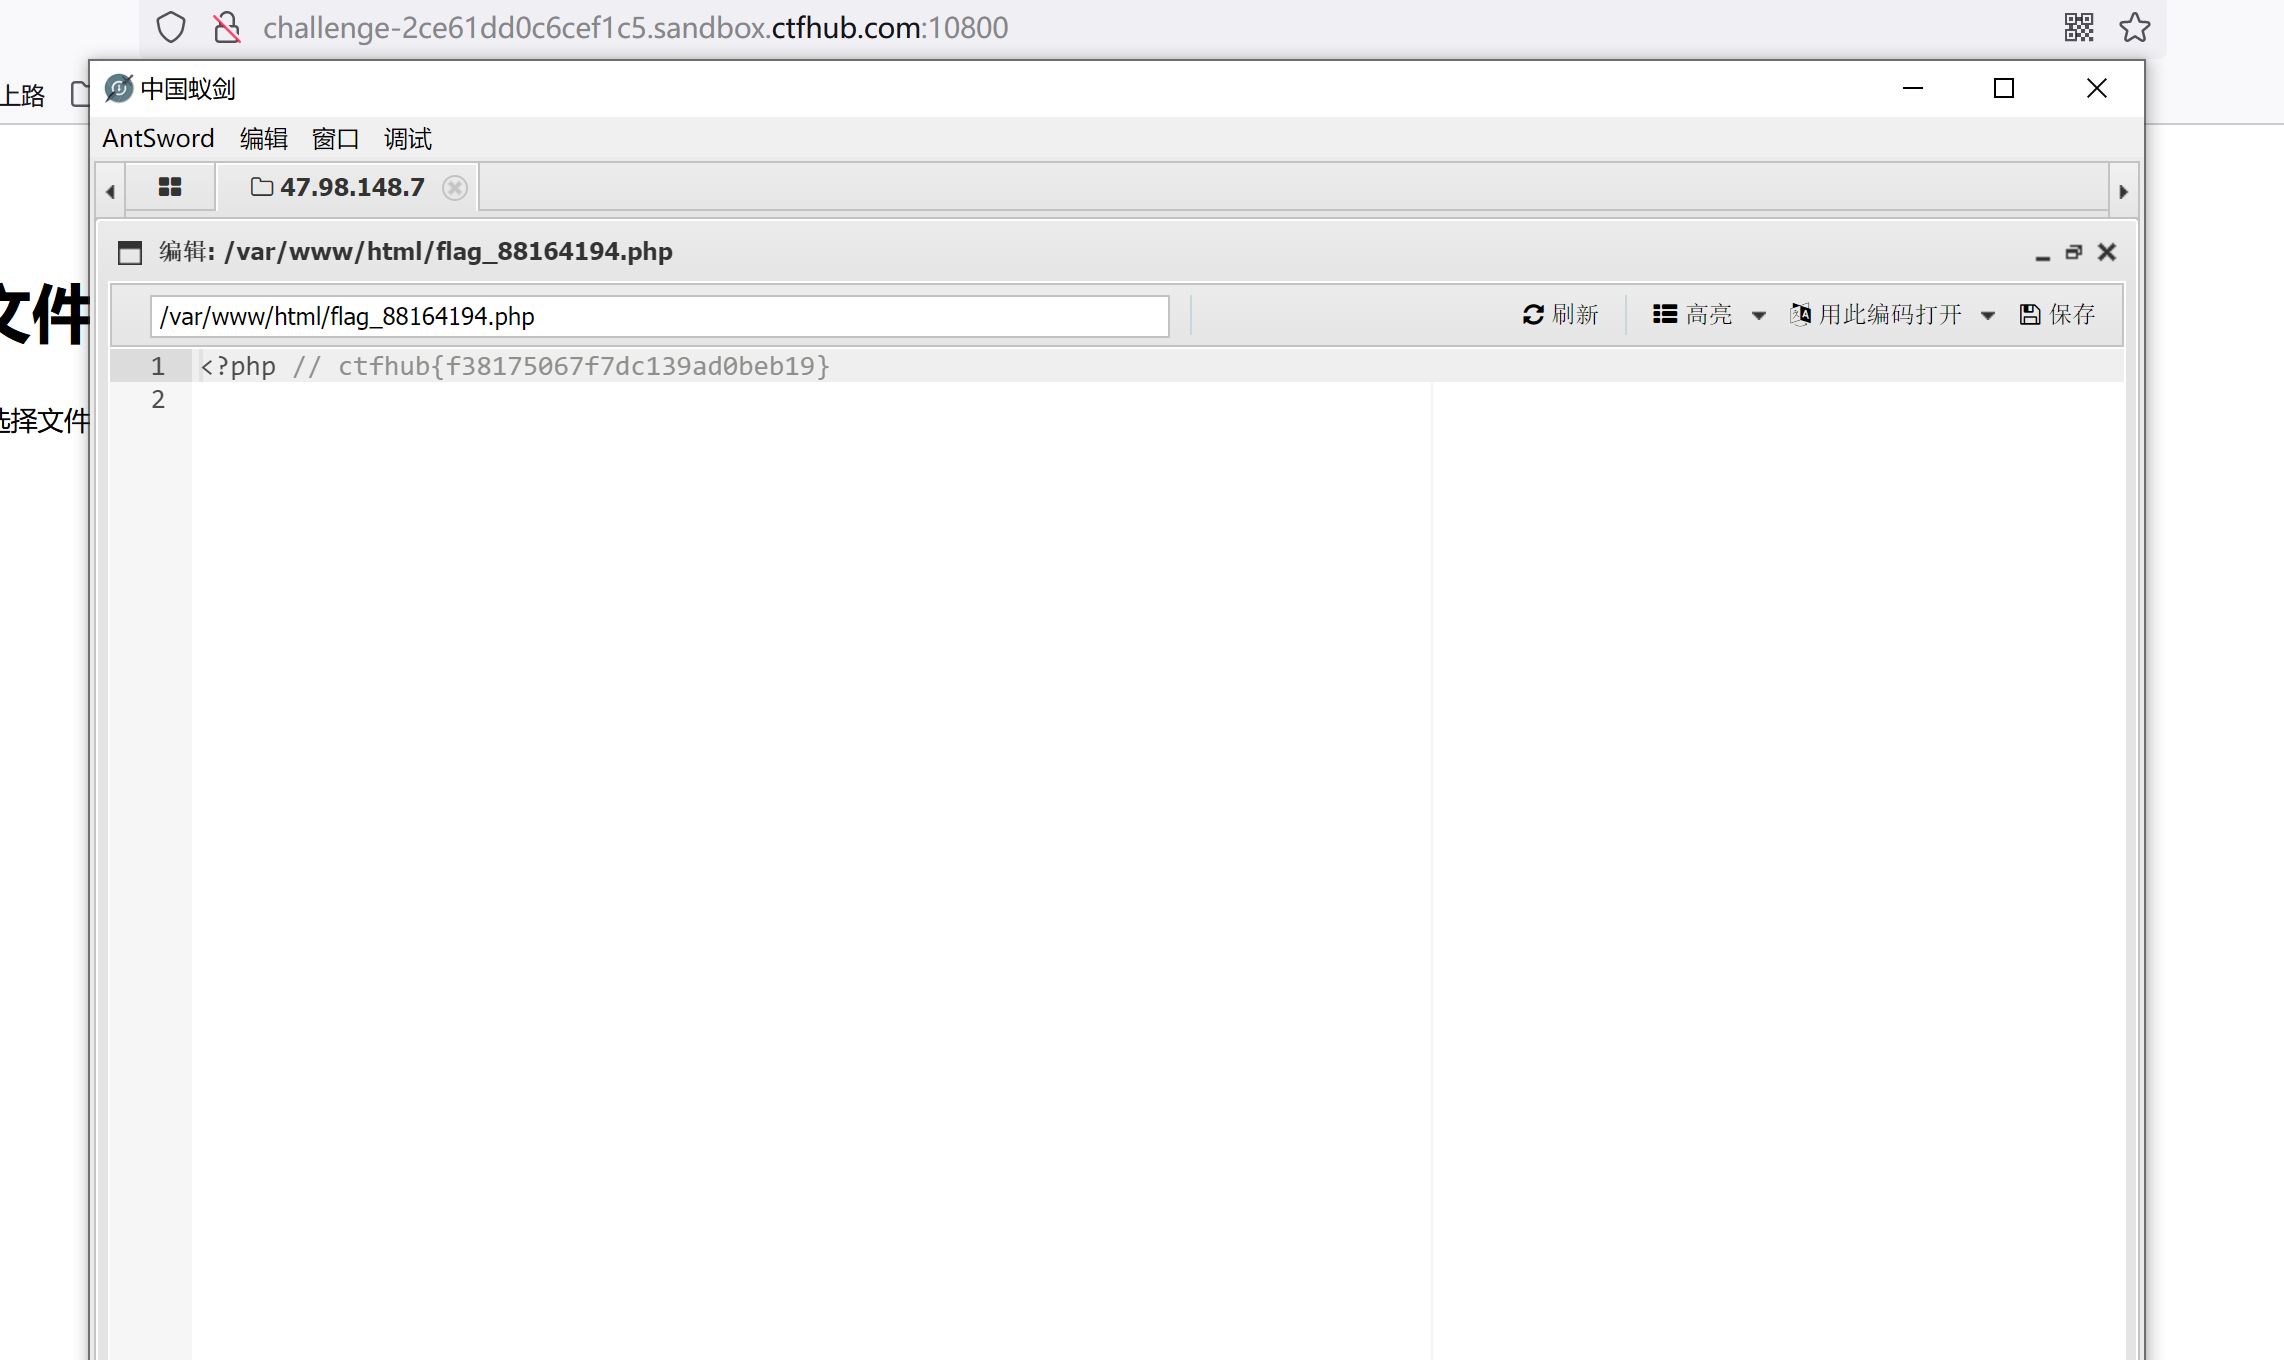 challenge-2ce61dd0c6cef1c5.sandbox.ctfhub.com:10800
上路
中国蚁剑
AntSword 编辑 窗口 调试
47.98.148.7
编辑: /var/www/html/flag_88164194.php
/var/www/html/flag_88164194.php 刷新 高亮 用此编码打开 保存
文件
1 <?php // ctfhub{f38175067f7dc139ad0beb19}
2
选择文件